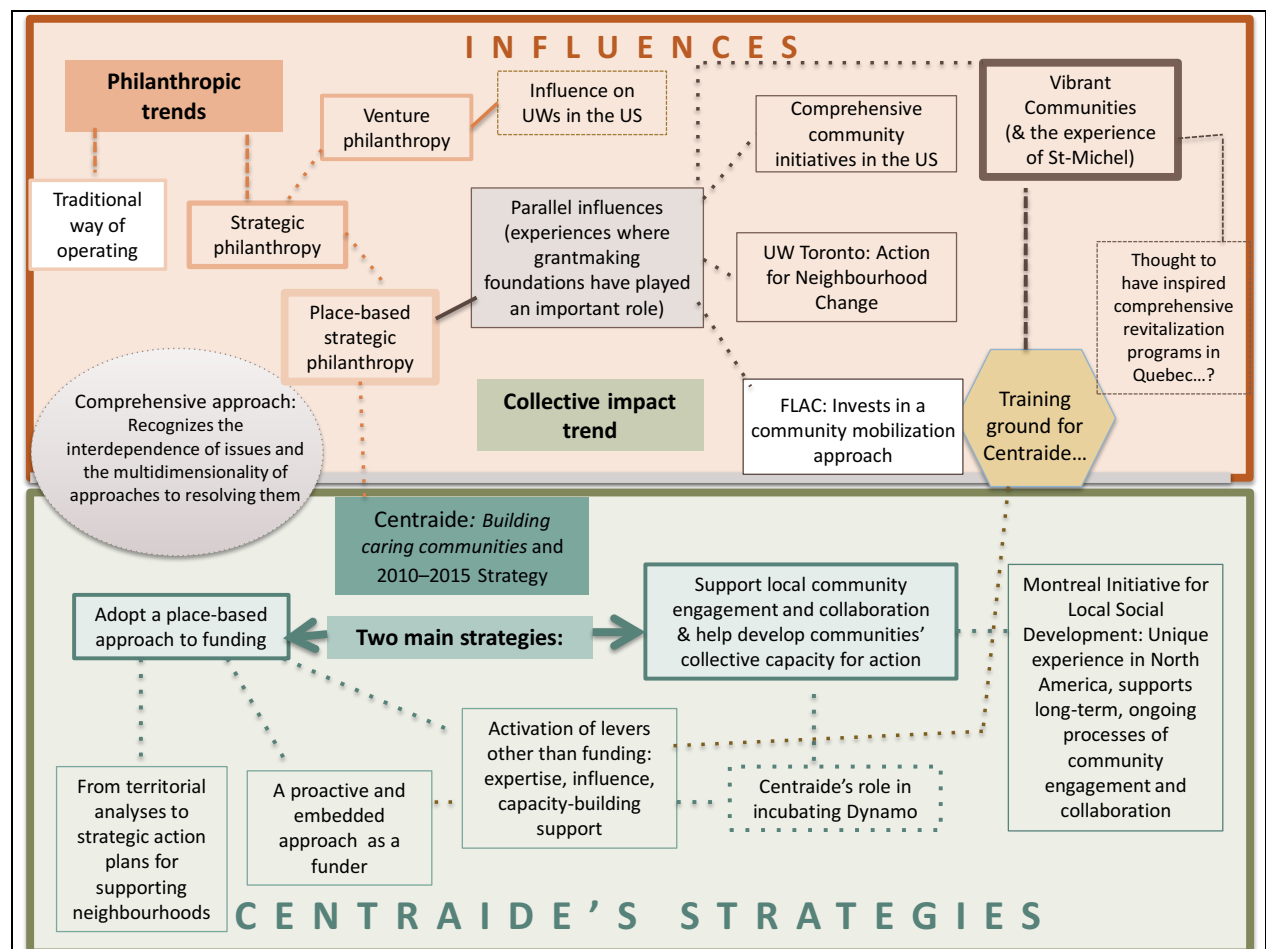 INFLUENCES
Philanthropic
trends
Influence on
UWs in the US
Venture
philanthropy
Comprehensive
community
initiatives in the US
Vibrant
Communities
(& the experience
of St-Michel)
Traditional
way of
operating
Strategic
philanthropy
Parallel influences
(experiences where
grantmaking
foundations have played
an important role)
UW Toronto: Action
for Neighbourhood
Change
Thought to
have inspired
comprehensive
revitalization
programs in
Quebec...?
Place-based
strategic
philanthropy
Comprehensive approach:
Recognizes the
interdependence of issues and
the multidimensionality of
approaches to resolving them
Collective impact
trend
FLAC: Invests in a
community mobilization
approach
Training
ground for
Centraide...
Centraide: Building
caring communities and
2010–2015 Strategy
Adopt a place-based
approach to funding
Two main strategies:
Support local community
engagement and collaboration
& help develop communities’
collective capacity for action
Montreal Initiative for
Local Social
Development: Unique
experience in North
America, supports
long-term, ongoing
processes of
community
engagement and
collaboration
From territorial
analyses to
strategic action
plans for
supporting
neighbourhoods
A proactive and
embedded
approach as a
funder
Activation of levers
other than funding:
expertise, influence,
capacity-building
support
Centraide’s role in
incubating Dynamo
CENTRAIDE’S STRATEGIES